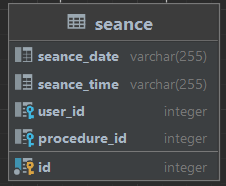 seance
seance_date varchar(255)
seance_time varchar(255)
user_id integer
procedure_id integer
id integer